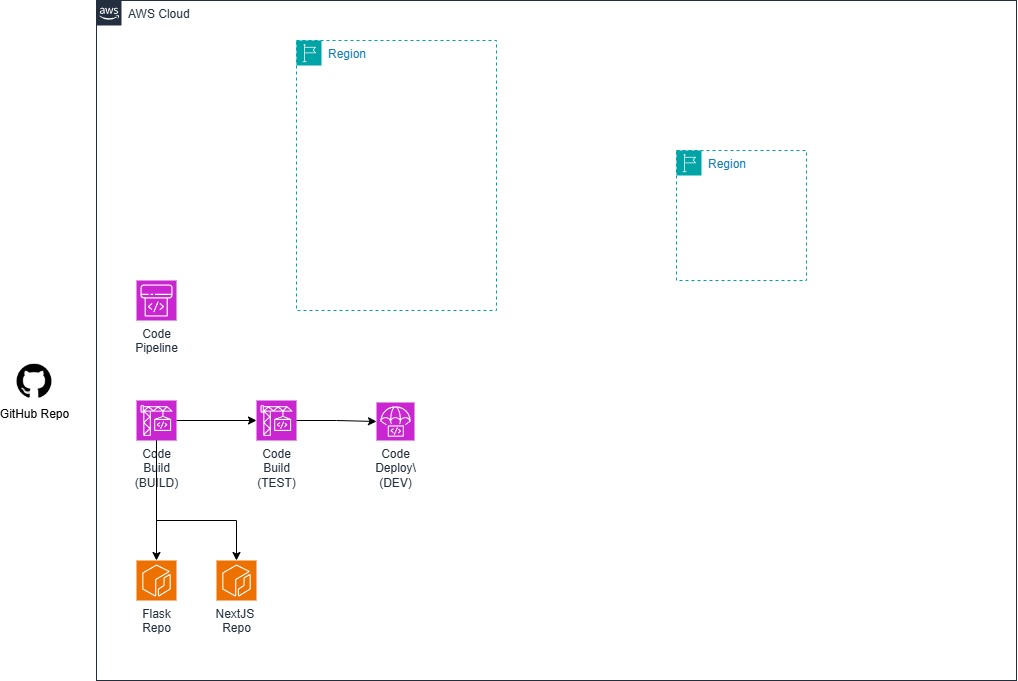 aws
AWS Cloud
Region
Region
Code
Pipeline
GitHub Repo
Code
Build
(BUILD)
Code
Build
(TEST)
Code
Deploy\
(DEV)
Flask
Repo
NextJS
Repo